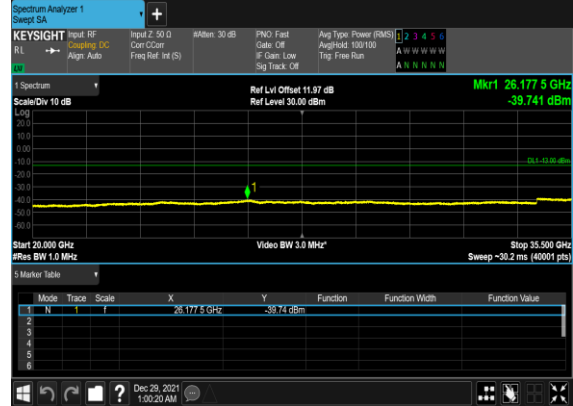 Spectrum Analyzer 1
Swept SA
+
KEYSIGHT Input: RF
RL
Coupling: DC
Align: Auto
Input Z: 50 Ω
Corr CCorr
Freq Ref: Int (S)
#Atten: 30 dB
PNO: Fast
Gate: Off
IF Gain: Low
Sig Track: Off
Avg Type: Power (RMS)
Avg|Hold: 100/100
Trig: Free Run
1 2 3 4 5 6
A W W W W W
A N N N N N
LU
1 Spectrum
Scale/Div 10 dB
Ref Lvl Offset 11.97 dB
Ref Level 30.00 dBm
Mkr1 26.177 5 GHz
-39.741 dBm
Log
20.0
10.0
0.00
-10.0
-20.0
-30.0
-40.0
-50.0
-60.0
DL1 -13.00 dBm
1
Start 20.000 GHz
#Res BW 1.0 MHz
Video BW 3.0 MHz*
Stop 35.500 GHz
Sweep ~30.2 ms (40001 pts)
5 Marker Table
Mode Trace Scale X Y Function Function Width Function Value
1 N 1 f 26.177 5 GHz -39.74 dBm
2
3
4
5
6
?
Dec 29, 2021
1:00:20 AM